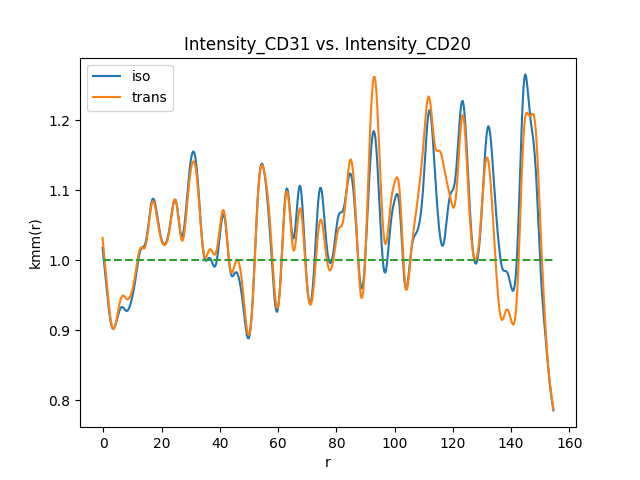 Intensity_CD31 vs. Intensity_CD20
iso
trans
kmm(r)
1.2
1.1
1.0
0.9
0.8
0 20 40 60 80 100 120 140 160
r